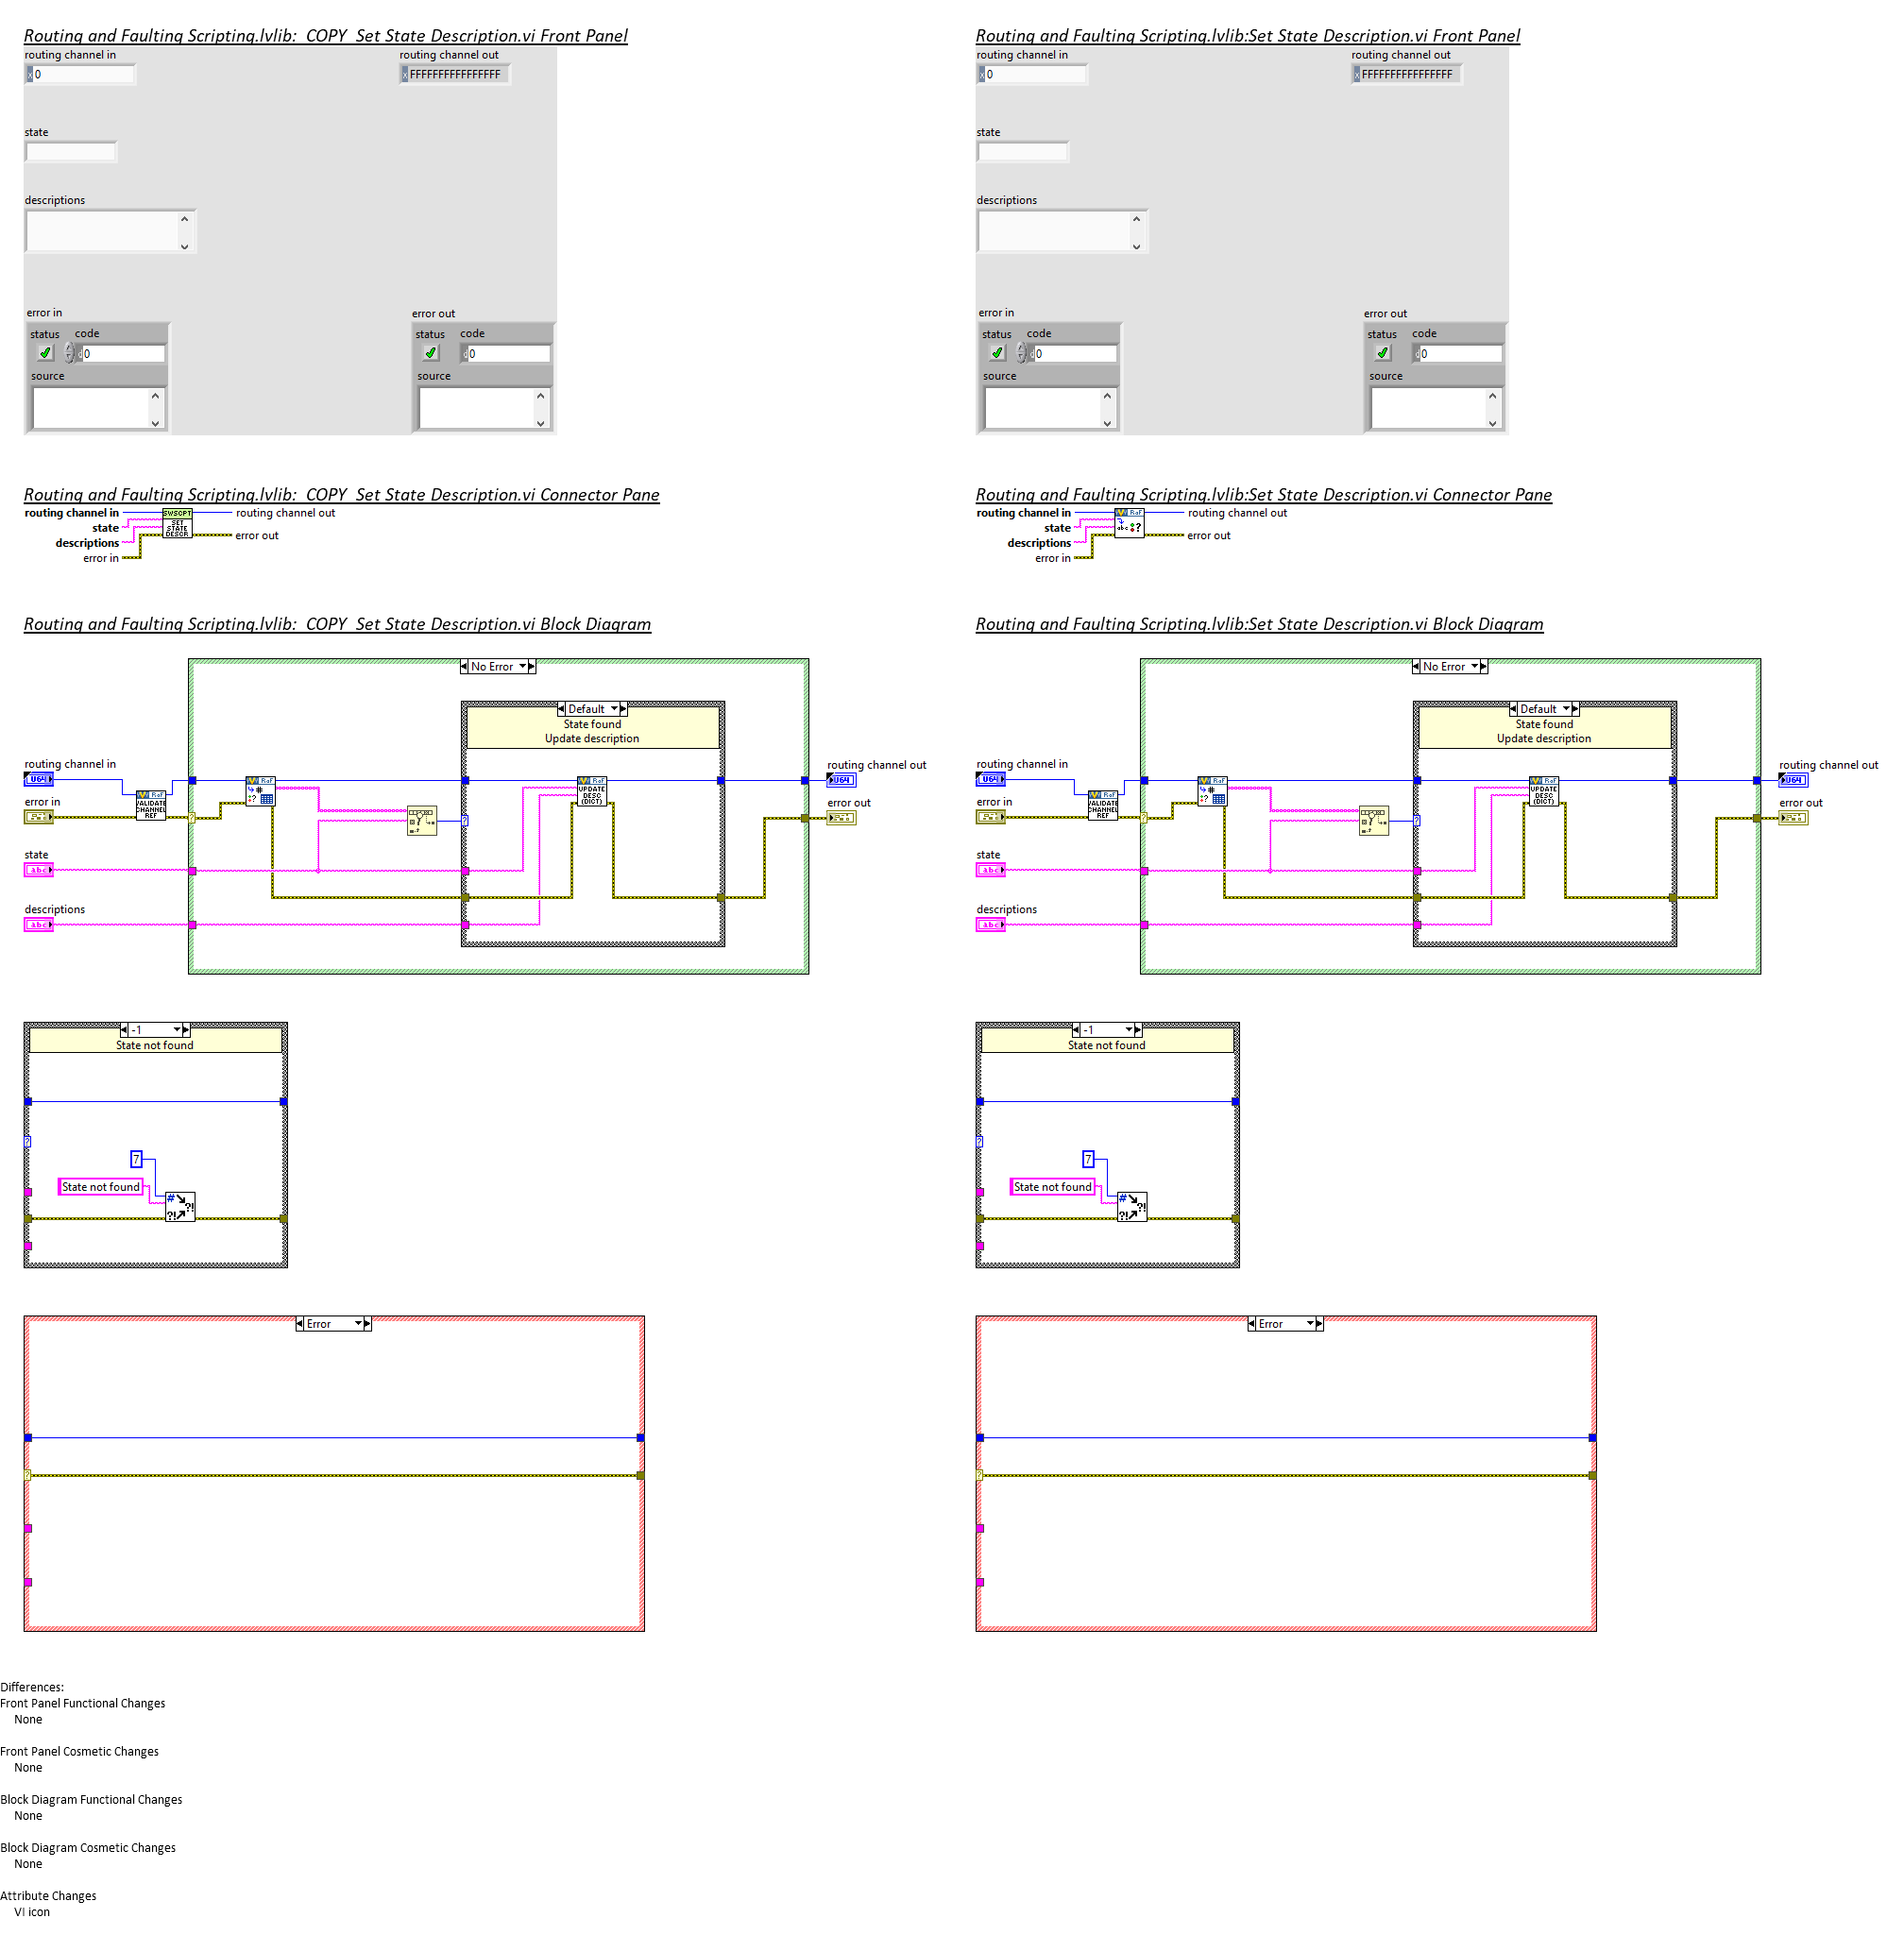 Routing and Faulting Scripting.lvlib:  COPY  Set State Description.vi Front Panel
routing channel in
routing channel out
x 0
x FFFFFFFFFFFFFFFF
state
descriptions
error in
error out
status code
status code
d 0
d 0
source
source
Routing and Faulting Scripting.lvlib:  COPY  Set State Description.vi Connector Pane
routing channel in
SWSCPT
SET
STATE
DESCR
routing channel out
state
descriptions
error out
error in
Routing and Faulting Scripting.lvlib:  COPY  Set State Description.vi Block Diagram
No Error
Default
State found
Update description
routing channel in
U64
Ref
Ref
routing channel out
U64
error in
Ref
VALIDATE
CHANNEL
REF
UPDATE
DESC
(DICT)
error out
state
abc
descriptions
abc
-1
State not found
7
State not found
#
?!
?!
Error
Routing and Faulting Scripting.lvlib:Set State Description.vi Front Panel
routing channel in
routing channel out
x 0
x FFFFFFFFFFFFFFFF
state
descriptions
error in
error out
status code
status code
d 0
d 0
source
source
Routing and Faulting Scripting.lvlib:Set State Description.vi Connector Pane
routing channel in
Ref
abc ?
routing channel out
state
descriptions
error out
error in
Routing and Faulting Scripting.lvlib:Set State Description.vi Block Diagram
No Error
Default
State found
Update description
routing channel in
U64
Ref
Ref
routing channel out
U64
error in
Ref
VALIDATE
CHANNEL
REF
UPDATE
DESC
(DICT)
error out
state
abc
descriptions
abc
-1
State not found
7
State not found
#
?!
?!
Error
Differences:
Front Panel Functional Changes
None
Front Panel Cosmetic Changes
None
Block Diagram Functional Changes
None
Block Diagram Cosmetic Changes
None
Attribute Changes
VI icon